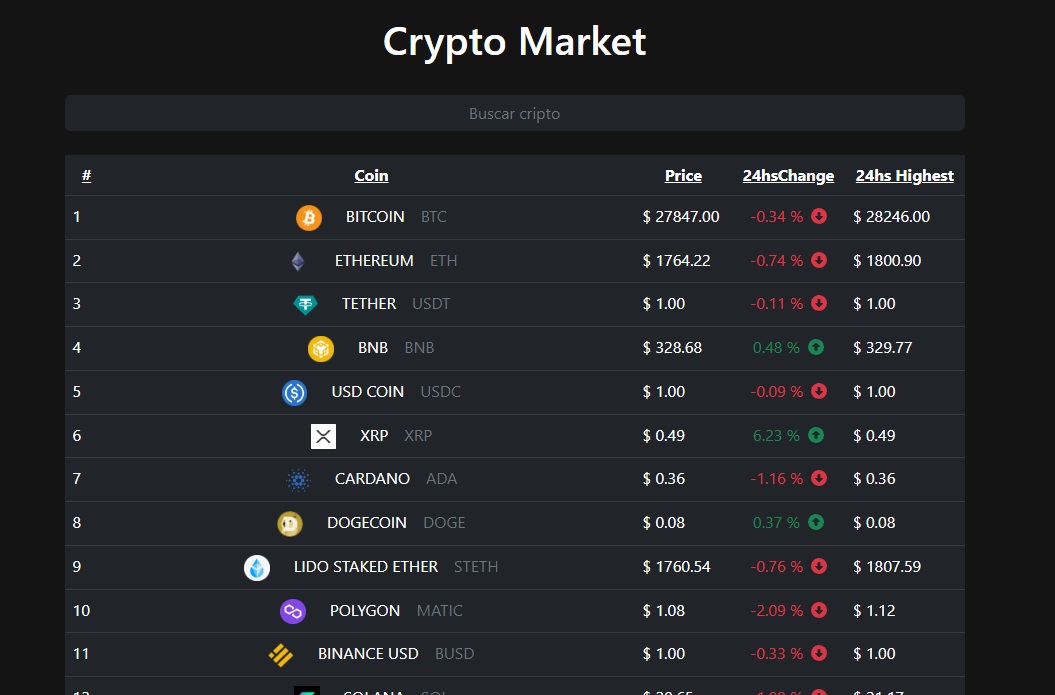 Crypto Market
Buscar cripto
# Coin Price 24hsChange 24hs Highest
1 BITCOIN BTC $ 27847.00 -0.34 % $ 28246.00
2 ETHEREUM ETH $ 1764.22 -0.74 % $ 1800.90
3 TETHER USDT $ 1.00 -0.11 % $ 1.00
4 BNB BNB $ 328.68 0.48 % $ 329.77
5 USD COIN USDC $ 1.00 -0.09 % $ 1.00
6 XRP XRP $ 0.49 6.23 % $ 0.49
7 CARDANO ADA $ 0.36 -1.16 % $ 0.36
8 DOGECOIN DOGE $ 0.08 0.37 % $ 0.08
9 LIDO STAKED ETHER STETH $ 1760.54 -0.76 % $ 1807.59
10 POLYGON MATIC $ 1.08 -2.09 % $ 1.12
11 BINANCE USD BUSD $ 1.00 -0.33 % $ 1.00
12 SOLANA SOL